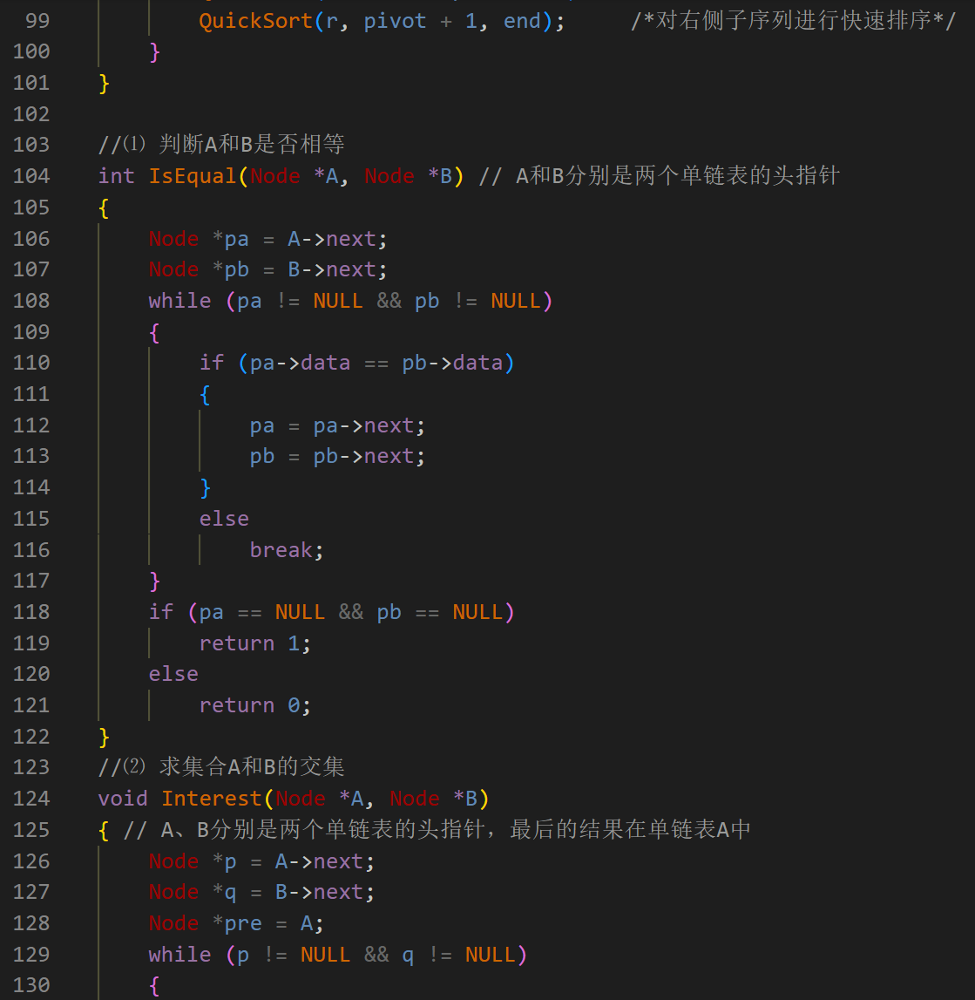 99 QuickSort(r, pivot + 1, end); /*对右侧子序列进行快速排序*/
100 }
101 }
102
103 //⑴ 判断A和B是否相等
104 int IsEqual(Node *A, Node *B) // A和B分别是两个单链表的头指针
105 {
106 Node *pa = A->next;
107 Node *pb = B->next;
108 while (pa != NULL && pb != NULL)
109 {
110 if (pa->data == pb->data)
111 {
112 pa = pa->next;
113 pb = pb->next;
114 }
115 else
116 break;
117 }
118 if (pa == NULL && pb == NULL)
119 return 1;
120 else
121 return 0;
122 }
123 //⑵ 求集合A和B的交集
124 void Interest(Node *A, Node *B)
125 { // A、B分别是两个单链表的头指针，最后的结果在单链表A中
126 Node *p = A->next;
127 Node *q = B->next;
128 Node *pre = A;
129 while (p != NULL && q != NULL)
130 {